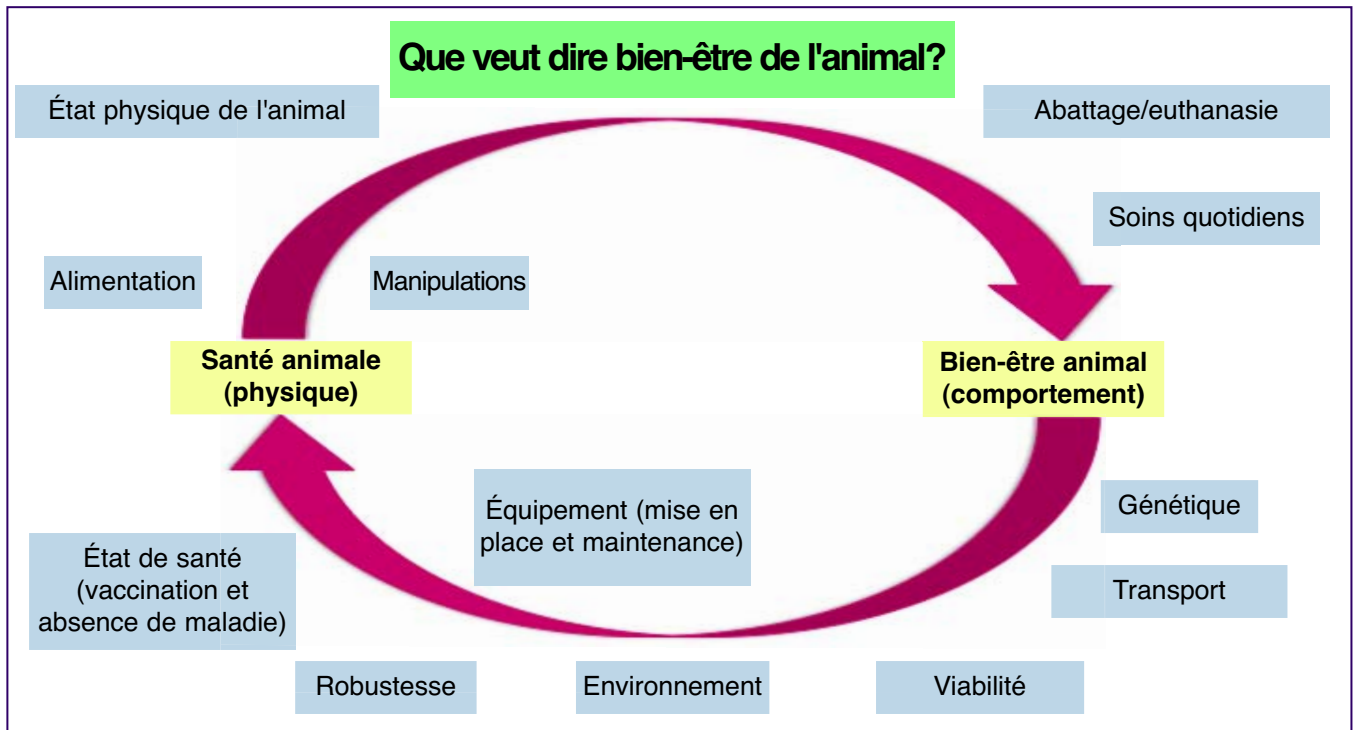 Que veut dire bien-être de l'animal?
État physique de l'animal
Abattage/euthanasie
Soins quotidiens
Alimentation
Manipulations
Santé animale
(physique)
Bien-être animal
(comportement)
Équipement (mise en
place et maintenance)
Génétique
État de santé
(vaccination et
absence de maladie)
Transport
Robustesse
Environnement
Viabilité